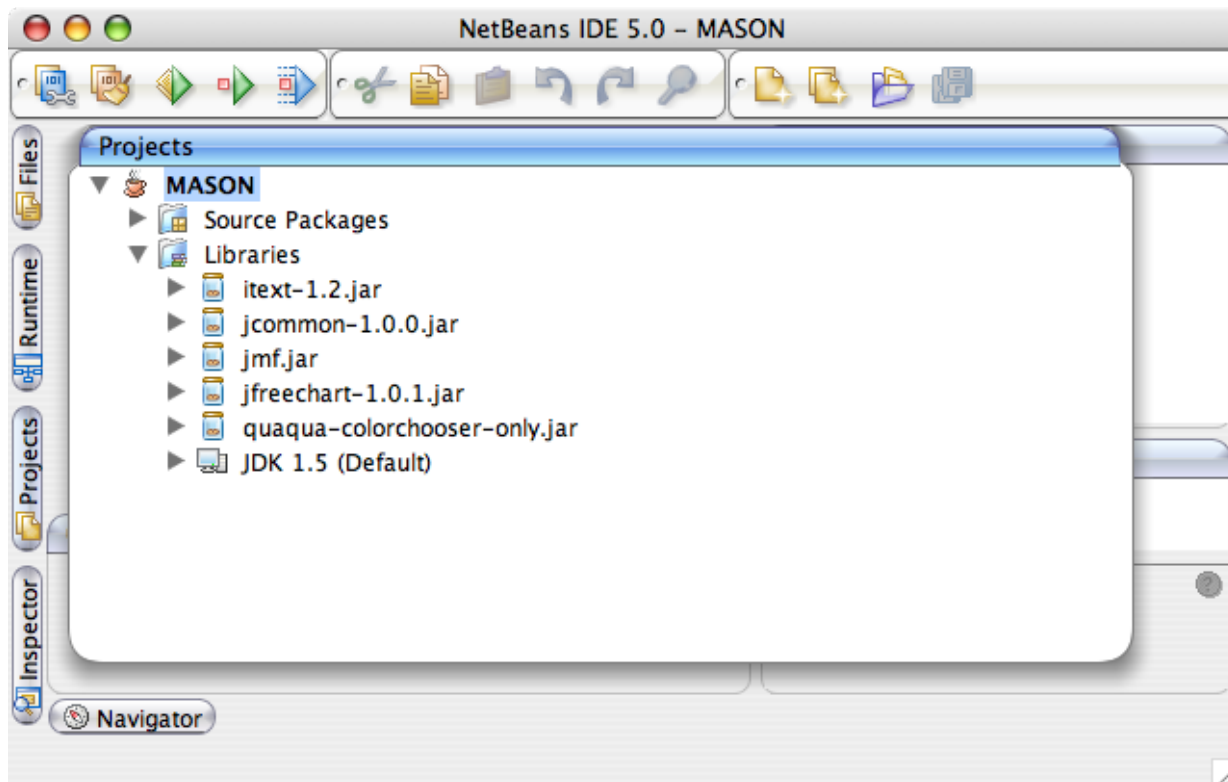 NetBeans IDE 5.0 – MASON
Projects
MASON
Source Packages
Libraries
itext-1.2.jar
jcommon-1.0.0.jar
jmf.jar
jfreechart-1.0.1.jar
quaqua-colorchooser-only.jar
JDK 1.5 (Default)
Files
Runtime
Projects
Inspector
Navigator